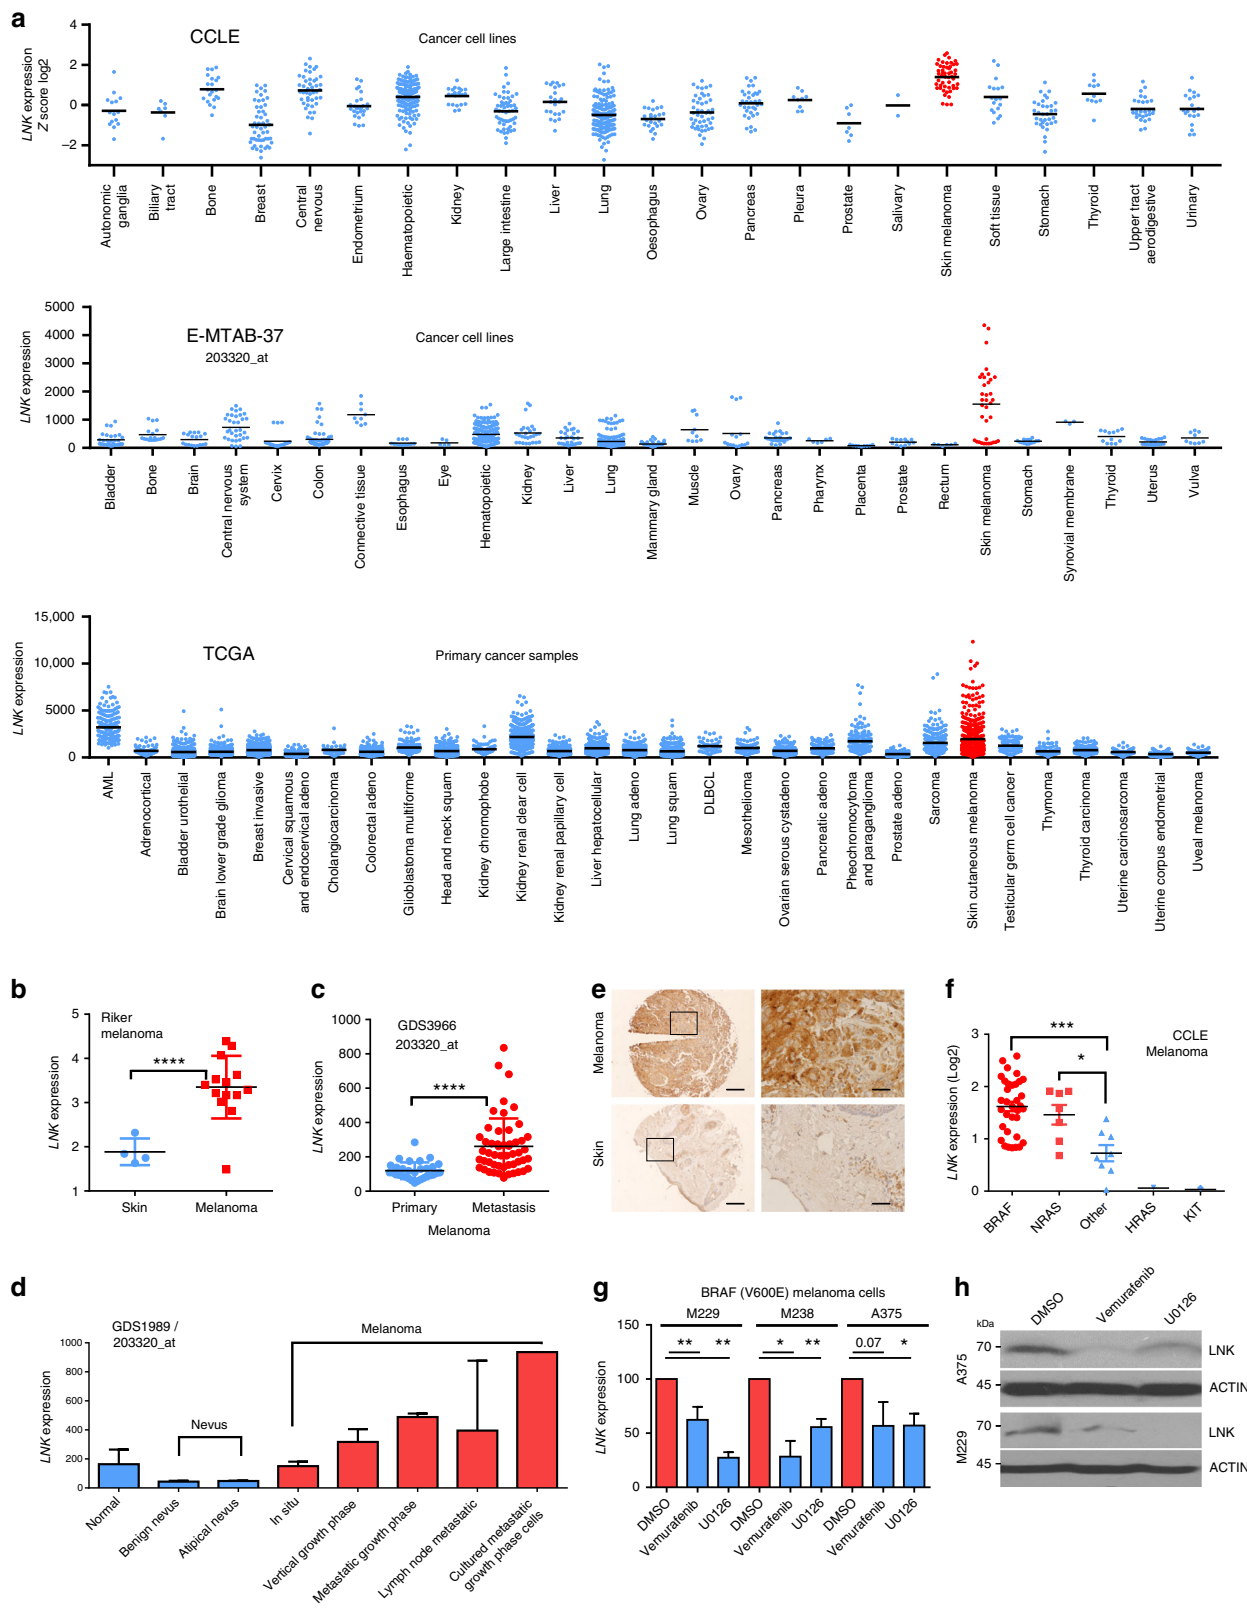 a
CCLE
Cancer cell lines
LNK expression
Z score log2
4
2
0
−2
Autonomic
ganglia
Biliary
tract
Bone
Breast
Central
nervous
Endometrium
Haematopoietic
Kidney
Large intestine
Liver
Lung
Oesophagus
Ovary
Pancreas
Pleura
Prostate
Salivary
Skin melanoma
Soft tissue
Stomach
Thyroid
Upper tract
aerodigestive
Urinary
E-MTAB-37
203320_at
Cancer cell lines
LNK expression
5000
4000
3000
2000
1000
0
Bladder
Bone
Brain
Central nervous
system
Cervix
Colon
Connective tissue
Esophagus
Eye
Hematopoietic
Kidney
Liver
Lung
Mammary gland
Muscle
Ovary
Pancreas
Pharynx
Placenta
Prostate
Rectum
Skin melanoma
Stomach
Synovial membrane
Thyroid
Uterus
Vulva
TCGA
Primary cancer samples
LNK expression
15,000
10,000
5000
0
AML
Adrenocortical
Bladder urothelial
Brain lower grade glioma
Breast invasive
Cervical squamous
and endocervical adeno
Cholangiocarcinoma
Colorectal adeno
Glioblastoma multiforme
Head and neck squam
Kidney chromophobe
Kidney renal clear cell
Kidney renal papillary cell
Liver hepatocellular
Lung adeno
Lung squam
DLBCL
Mesothelioma
Ovarian serous cystadeno
Pancreatic adeno
Pheochromocytoma
and paraganglioma
Prostate adeno
Sarcoma
Skin cutaneous melanoma
Testicular germ cell cancer
Thymoma
Thyroid carcinoma
Uterine carcinosarcoma
Uterine corpus endometrial
Uveal melanoma
b
Riker
melanoma
****
LNK expression
5
4
3
2
1
Skin
Melanoma
c
GDS3966
203320_at
****
LNK expression
1000
800
600
400
200
0
Primary
Metastasis
Melanoma
e
Melanoma
Skin
f
CCLE
Melanoma
***
*
LNK expression (Log2)
3
2
1
0
BRAF
NRAS
Other
HRAS
KIT
d
GDS1989 /
203320_at
Melanoma
Nevus
LNK expression
1000
800
600
400
200
0
Normal
Benign nevus
Atipical nevus
In situ
Vertical growth phase
Metastatic growth phase
Lymph node metastatic
Cultured metastatic
growth phase cells
g
BRAF (V600E) melanoma cells
M229
M238
A375
** ** * ** 0.07 *
LNK expression
150
100
50
0
DMSO
Vemurafenib
U0126
DMSO
Vemurafenib
U0126
DMSO
Vemurafenib
U0126
h
DMSO
Vemurafenib
U0126
kDa
A375
70
LNK
45
ACTIN
M229
70
LNK
45
ACTIN